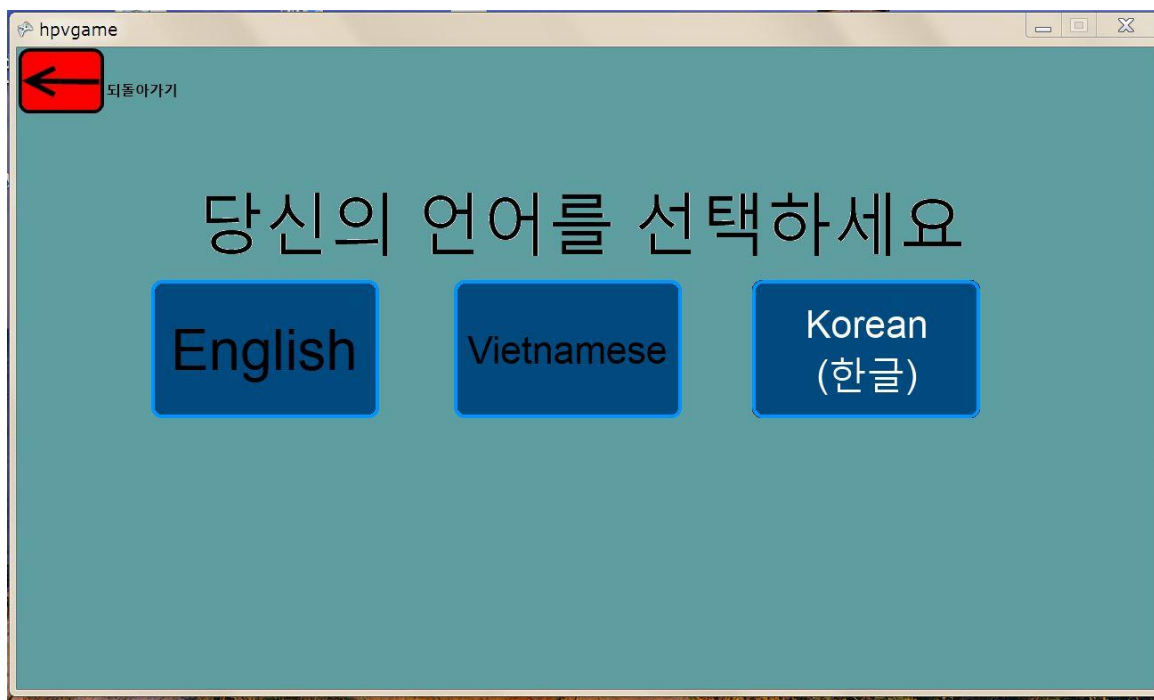 hpvgame
되돌아가기
당신의 언어를 선택하세요
English
Vietnamese
Korean
(한글)